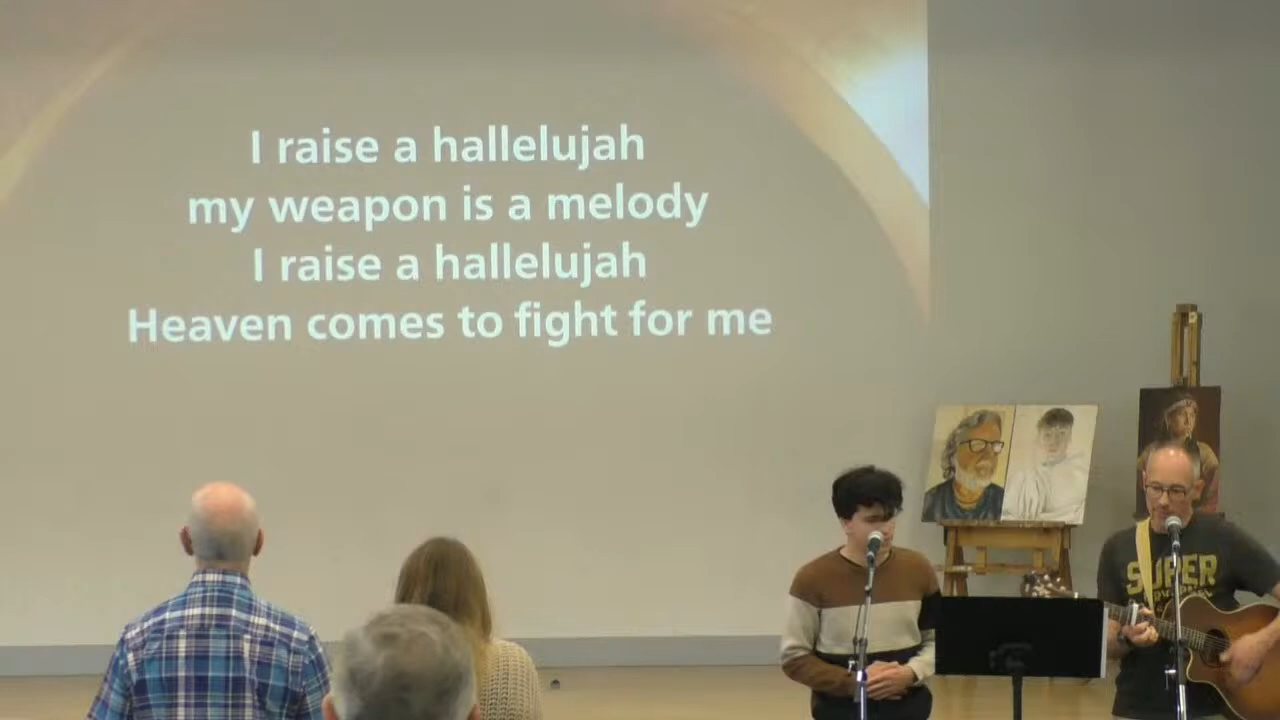 I raise a hallelujah
my weapon is a melody
I raise a hallelujah
Heaven comes to fight for me
SUPER